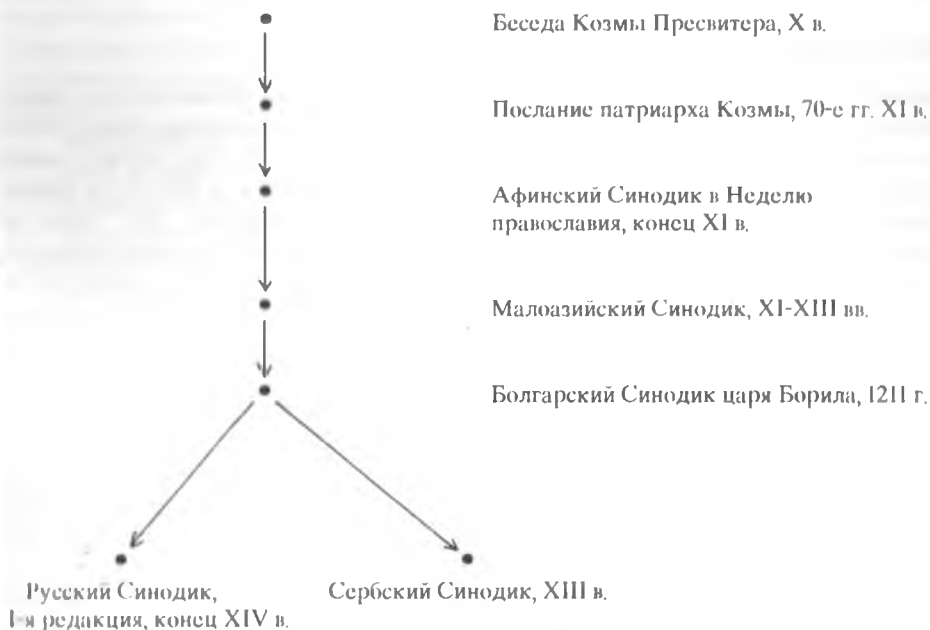 Беседа Козмы Пресвитера, X в.
Послание патриарха Козмы, 70-е гг. XI в.
Афинский Синодик в Неделю
православия, конец XI в.
Малоазийский Синодик, XI-XIII вв.
Болгарский Синодик царя Борила, 1211 г.
Русский Синодик,
1-я редакция, конец XIV в.
Сербский Синодик, XIII в.